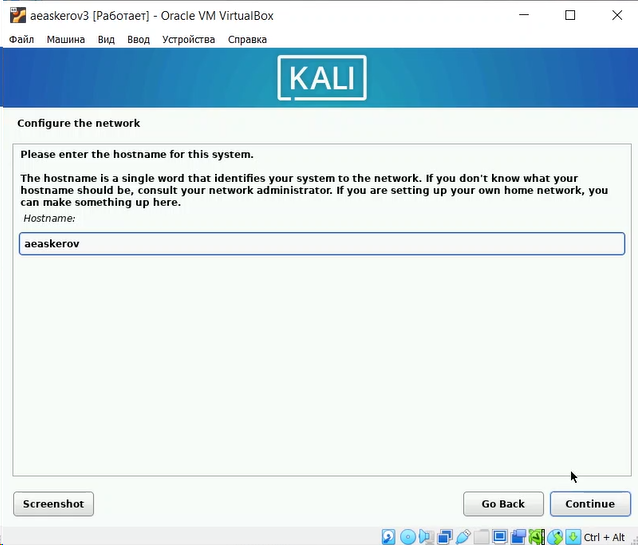 aeaskerov3 [Работает] - Oracle VM VirtualBox
Файл Машина Вид Ввод Устройства Справка
KALI
Configure the network
Please enter the hostname for this system.
The hostname is a single word that identifies your system to the network. If you don't know what your
hostname should be, consult your network administrator. If you are setting up your own home network, you
can make something up here.
Hostname:
aeaskerov
Screenshot Go Back Continue
Ctrl + Alt